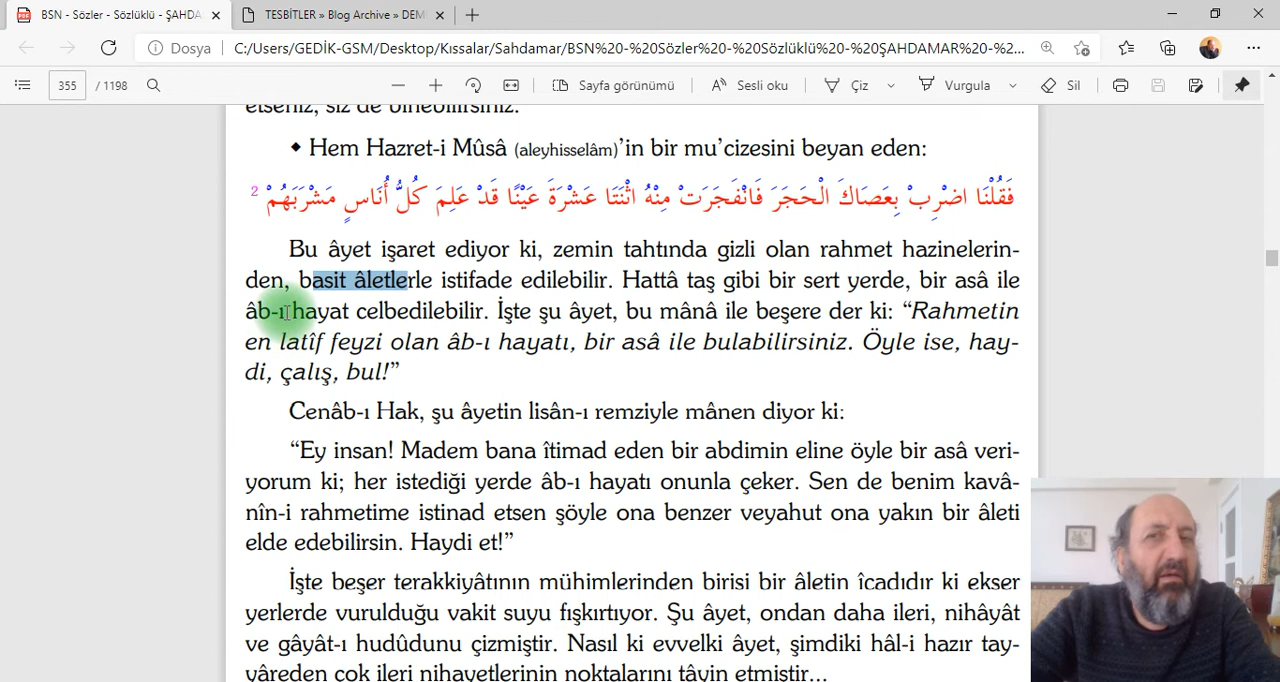 BSN - Sözler - Sözlüklü - ŞAHDA
TESBİTLER » Blog Archive » DEM
Dosya
C:/Users/GEDİK-GSM/Desktop/Kıssalar/Sahdamar/BSN%20-%20Sözler%20-%20Sözlüklü%20-%20ŞAHDAMAR%20-%2...
355 / 1198
Sayfa görünümü
Sesli oku
Çiz
Vurgula
Sil
etseniz, siz de binebilirsiniz.
◆ Hem Hazret-i Mûsâ (aleyhisselâm)'in bir mu'cizesini beyan eden:
فَقُلْنَا اضْرِبْ بِعَصَاكَ الْحَجَرَ فَانْفَجَرَتْ مِنْهُ اثْنَتَا عَشْرَةَ عَيْنًا قَدْ عَلِمَ كُلُّ أُنَاسٍ مَشْرَبَهُمْ 2
Bu âyet işaret ediyor ki, zemin tahtında gizli olan rahmet hazinelerin-
den, basit âletlerle istifade edilebilir. Hattâ taş gibi bir sert yerde, bir asâ ile
âb-ı hayat celbedilebilir. İşte şu âyet, bu mânâ ile beşere der ki: “Rahmetin
en latîf feyzi olan âb-ı hayatı, bir asâ ile bulabilirsiniz. Öyle ise, hay-
di, çalış, bul!”
Cenâb-ı Hak, şu âyetin lisân-ı remziyle mânen diyor ki:
“Ey insan! Madem bana îtimad eden bir abdimin eline öyle bir asâ veri-
yorum ki; her istediği yerde âb-ı hayatı onunla çeker. Sen de benim kavâ-
nîn-i rahmetime istinad etsen şöyle ona benzer veyahut ona yakın bir âleti
elde edebilirsin. Haydi et!”
İşte beşer terakkiyâtının mühimlerinden birisi bir âletin îcadıdır ki ekser
yerlerde vurulduğu vakit suyu fışkırtıyor. Şu âyet, ondan daha ileri, nihâyât
ve gâyât-ı hudûdunu çizmiştir. Nasıl ki evvelki âyet, şimdiki hâl-i hazır tay-
yâreden çok ileri nihayetlerinin noktalarını tâyin etmiştir...